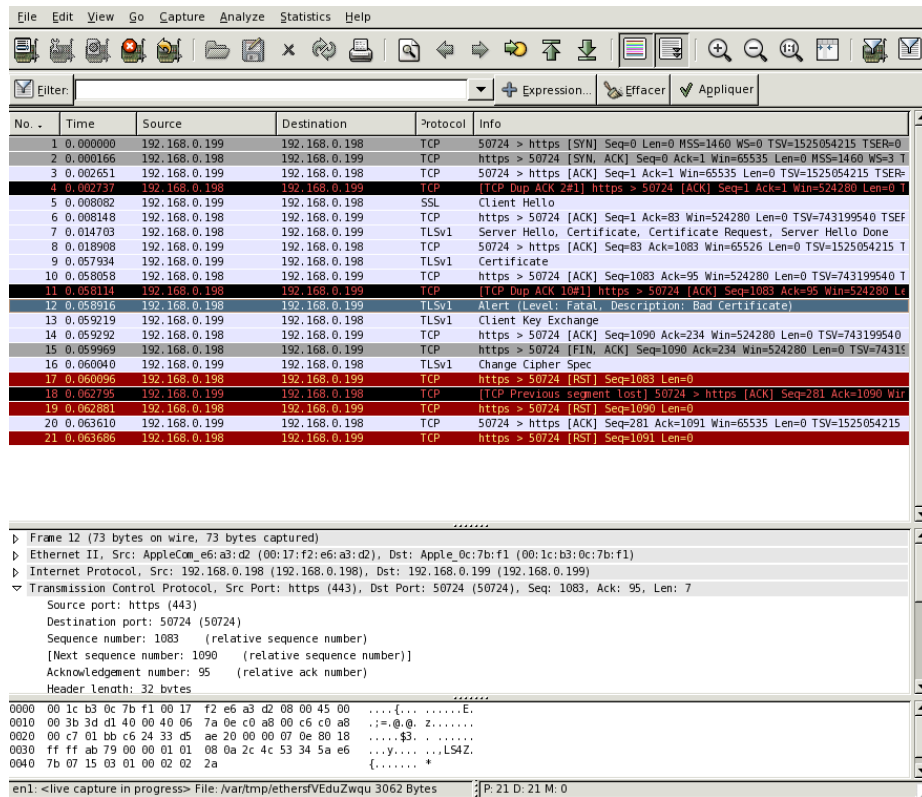 File Edit View Go Capture Analyze Statistics Help
Filter: Expression... Effacer Appliquer
No. . Time Source Destination Protocol Info
1 0.000000 192.168.0.199 192.168.0.198 TCP 50724 > https [SYN] Seq=0 Len=0 MSS=1460 WS=0 TSV=1525054215 TSER=0
2 0.000166 192.168.0.198 192.168.0.199 TCP https > 50724 [SYN, ACK] Seq=0 Ack=1 Win=65535 Len=0 MSS=1460 WS=3 T
3 0.002651 192.168.0.199 192.168.0.198 TCP 50724 > https [ACK] Seq=1 Ack=1 Win=65535 Len=0 TSV=1525054215 TSER=
4 0.002737 192.168.0.198 192.168.0.199 TCP [TCP Dup ACK 2#1] https > 50724 [ACK] Seq=1 Ack=1 Win=524280 Len=0 T
5 0.008082 192.168.0.199 192.168.0.198 SSL Client Hello
6 0.008148 192.168.0.198 192.168.0.199 TCP https > 50724 [ACK] Seq=1 Ack=83 Win=524280 Len=0 TSV=743199540 TSER
7 0.014703 192.168.0.198 192.168.0.199 TLSv1 Server Hello, Certificate, Certificate Request, Server Hello Done
8 0.018908 192.168.0.199 192.168.0.198 TCP 50724 > https [ACK] Seq=83 Ack=1083 Win=65526 Len=0 TSV=1525054215 T
9 0.057934 192.168.0.199 192.168.0.198 TLSv1 Certificate
10 0.058058 192.168.0.198 192.168.0.199 TCP https > 50724 [ACK] Seq=1083 Ack=95 Win=524280 Len=0 TSV=743199540 T
11 0.058114 192.168.0.198 192.168.0.199 TCP [TCP Dup ACK 10#1] https > 50724 [ACK] Seq=1083 Ack=95 Win=524280 Le
12 0.058916 192.168.0.198 192.168.0.199 TLSv1 Alert (Level: Fatal, Description: Bad Certificate)
13 0.059219 192.168.0.199 192.168.0.198 TLSv1 Client Key Exchange
14 0.059292 192.168.0.198 192.168.0.199 TCP https > 50724 [ACK] Seq=1090 Ack=234 Win=524280 Len=0 TSV=743199540
15 0.059969 192.168.0.198 192.168.0.199 TCP https > 50724 [FIN, ACK] Seq=1090 Ack=234 Win=524280 Len=0 TSV=74319
16 0.060040 192.168.0.199 192.168.0.198 TLSv1 Change Cipher Spec
17 0.060096 192.168.0.198 192.168.0.199 TCP https > 50724 [RST] Seq=1083 Len=0
18 0.062795 192.168.0.199 192.168.0.198 TCP [TCP Previous segment lost] 50724 > https [ACK] Seq=281 Ack=1090 Win
19 0.062881 192.168.0.198 192.168.0.199 TCP https > 50724 [RST] Seq=1090 Len=0
20 0.063610 192.168.0.199 192.168.0.198 TCP 50724 > https [ACK] Seq=281 Ack=1091 Win=65535 Len=0 TSV=1525054215
21 0.063686 192.168.0.198 192.168.0.199 TCP https > 50724 [RST] Seq=1091 Len=0
Frame 12 (73 bytes on wire, 73 bytes captured)
Ethernet II, Src: AppleCom_e6:a3:d2 (00:17:f2:e6:a3:d2), Dst: Apple_0c:7b:f1 (00:1c:b3:0c:7b:f1)
Internet Protocol, Src: 192.168.0.198 (192.168.0.198), Dst: 192.168.0.199 (192.168.0.199)
Transmission Control Protocol, Src Port: https (443), Dst Port: 50724 (50724), Seq: 1083, Ack: 95, Len: 7
Source port: https (443)
Destination port: 50724 (50724)
Sequence number: 1083 (relative sequence number)
[Next sequence number: 1090 (relative sequence number)]
Acknowledgement number: 95 (relative ack number)
Header length: 32 bytes
0000 00 1c b3 0c 7b f1 00 17 f2 e6 a3 d2 08 00 45 00 ....{... ......E.
0010 00 3b 3d d1 40 00 40 06 7a 0e c0 a8 00 c6 c0 a8 .;=.@.@. z.......
0020 00 c7 01 bb c6 24 33 d5 ae 20 00 00 07 0e 80 18 .....$3. . ......
0030 ff ff ab 79 00 00 01 01 08 0a 2c 4c 53 34 5a e6 ...y.... ..,LS4Z.
0040 7b 07 15 03 01 00 02 02 2a {....... *
en1: <live capture in progress> File: /var/tmp/ethersfVEduZwqu 3062 Bytes P: 21 D: 21 M: 0